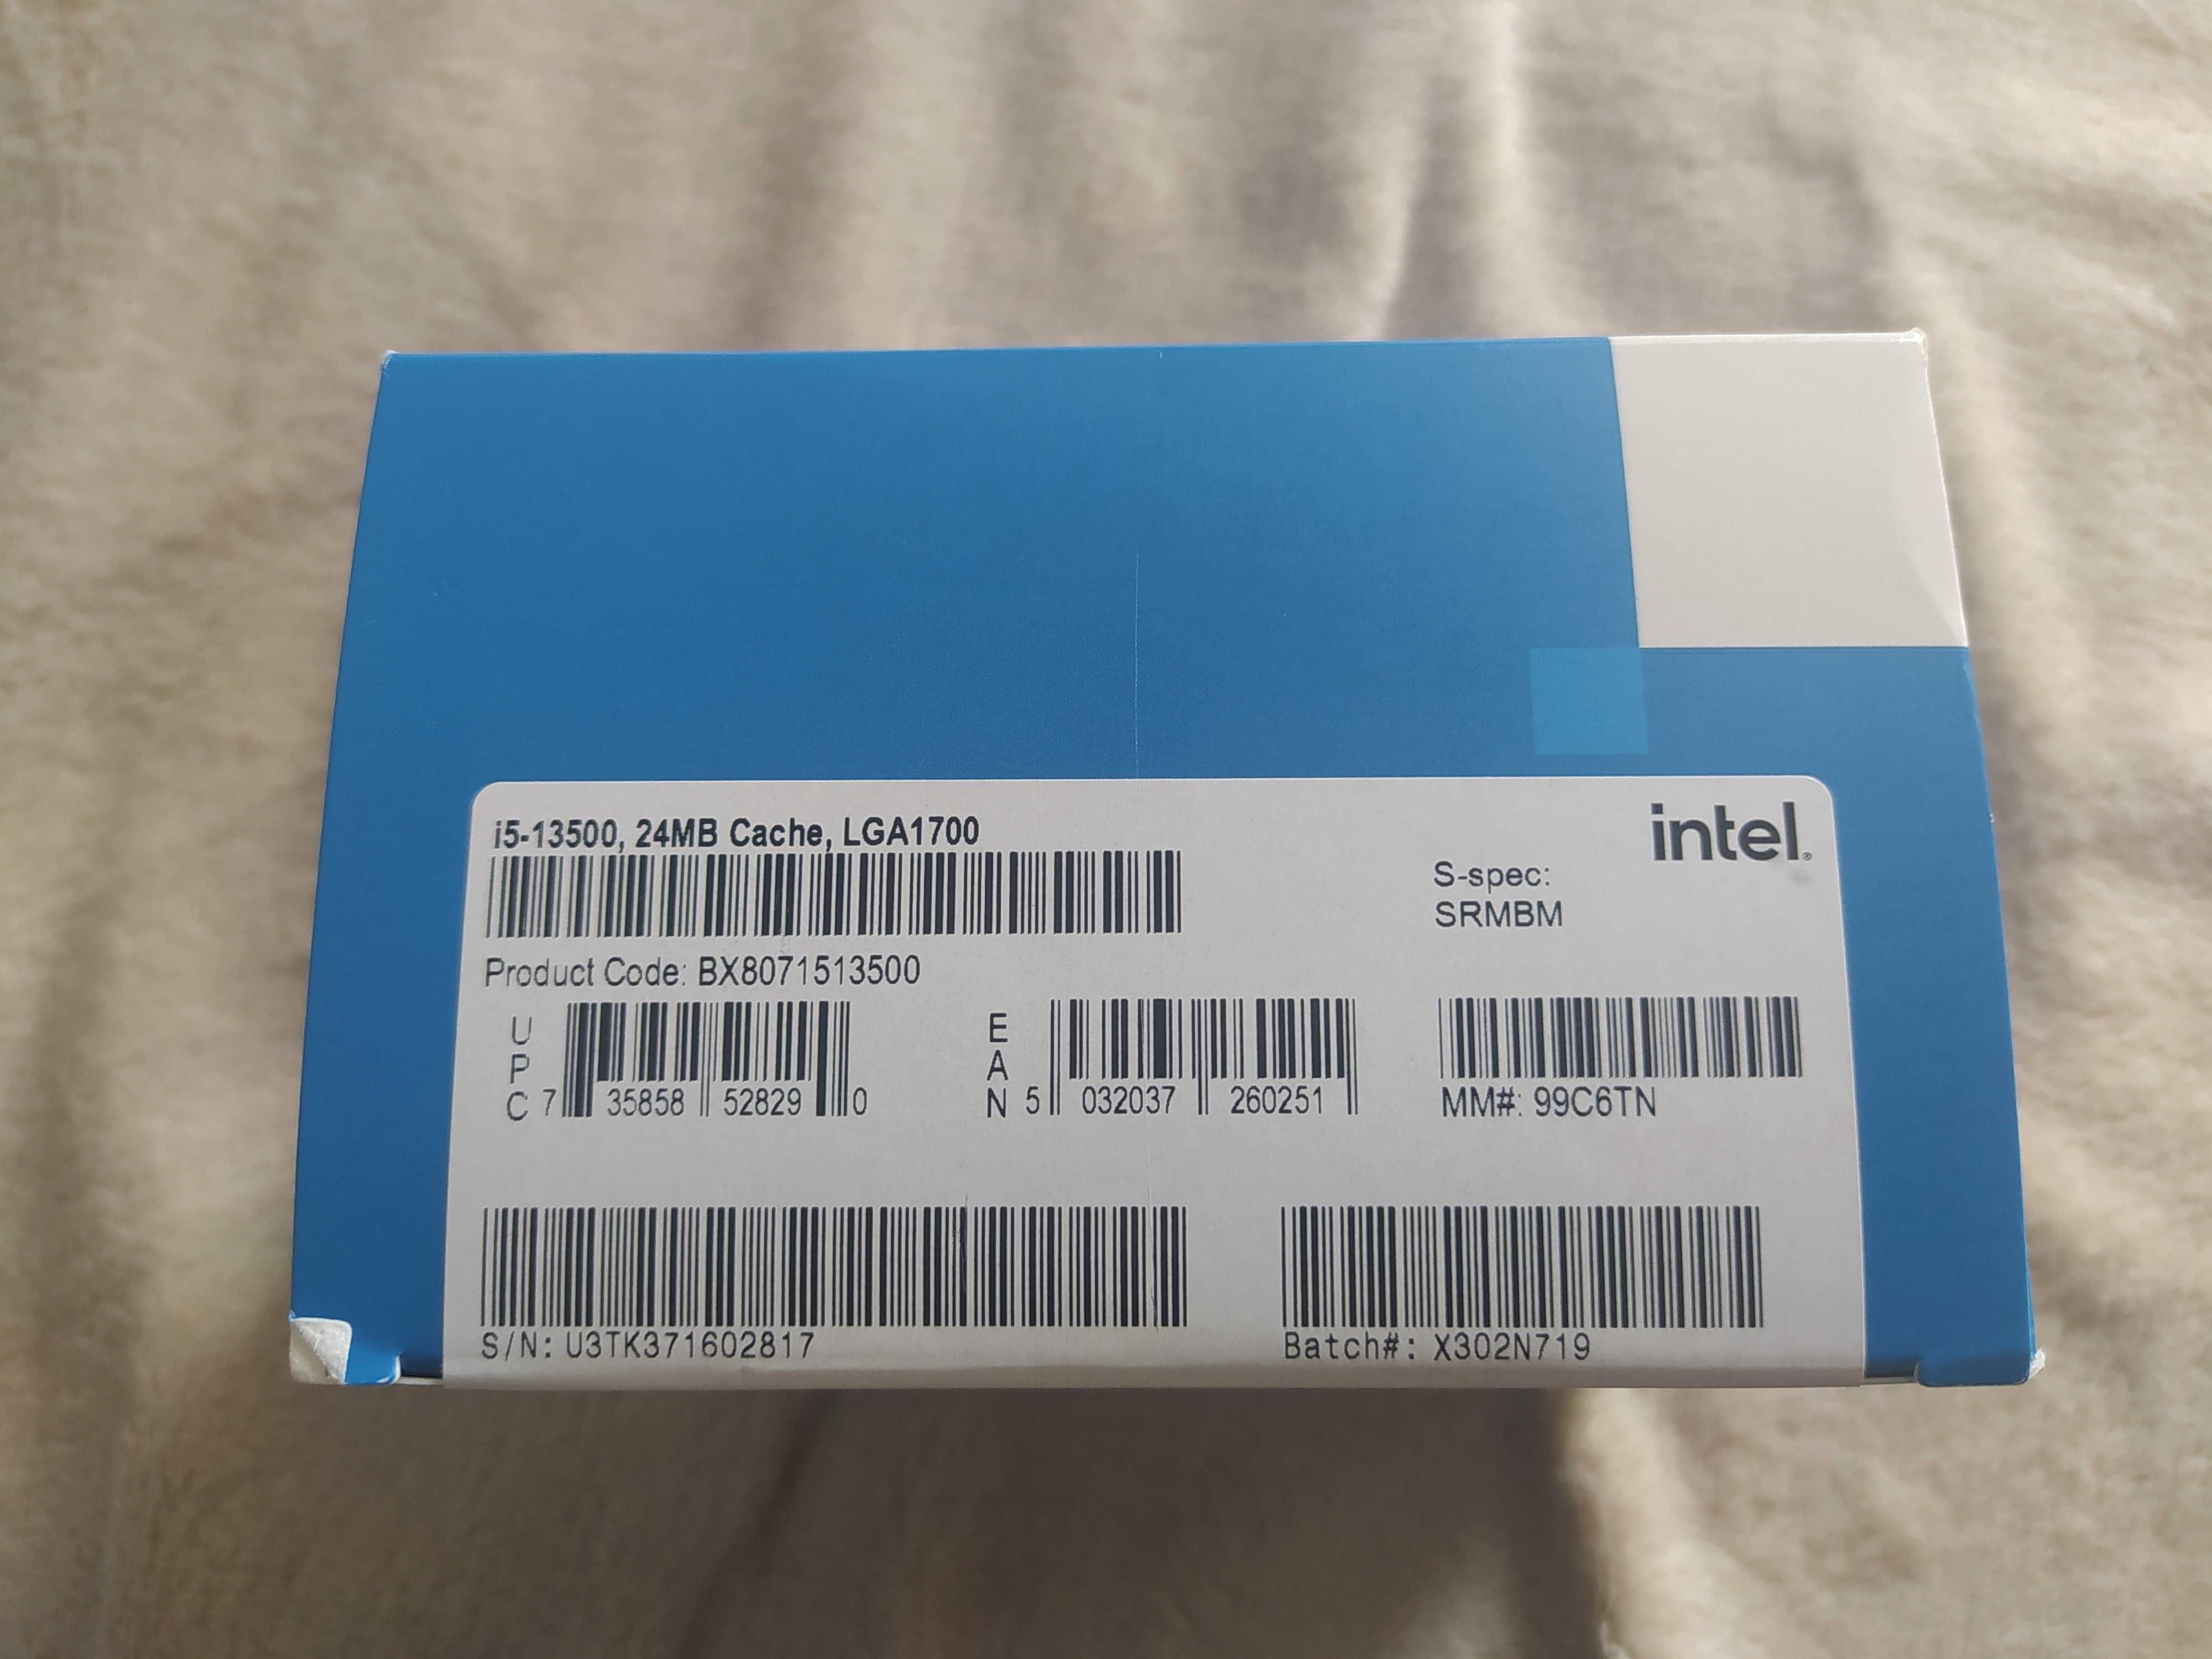 i5-13500, 24MB Cache, LGA1700
intel
S-spec:
SRMBM
Product Code: BX8071513500
UPC 7 35858 52829 0
EAN 5 032037 260251
MM#: 99C6TN
S/N: U3TK371602817
Batch#: X302N719